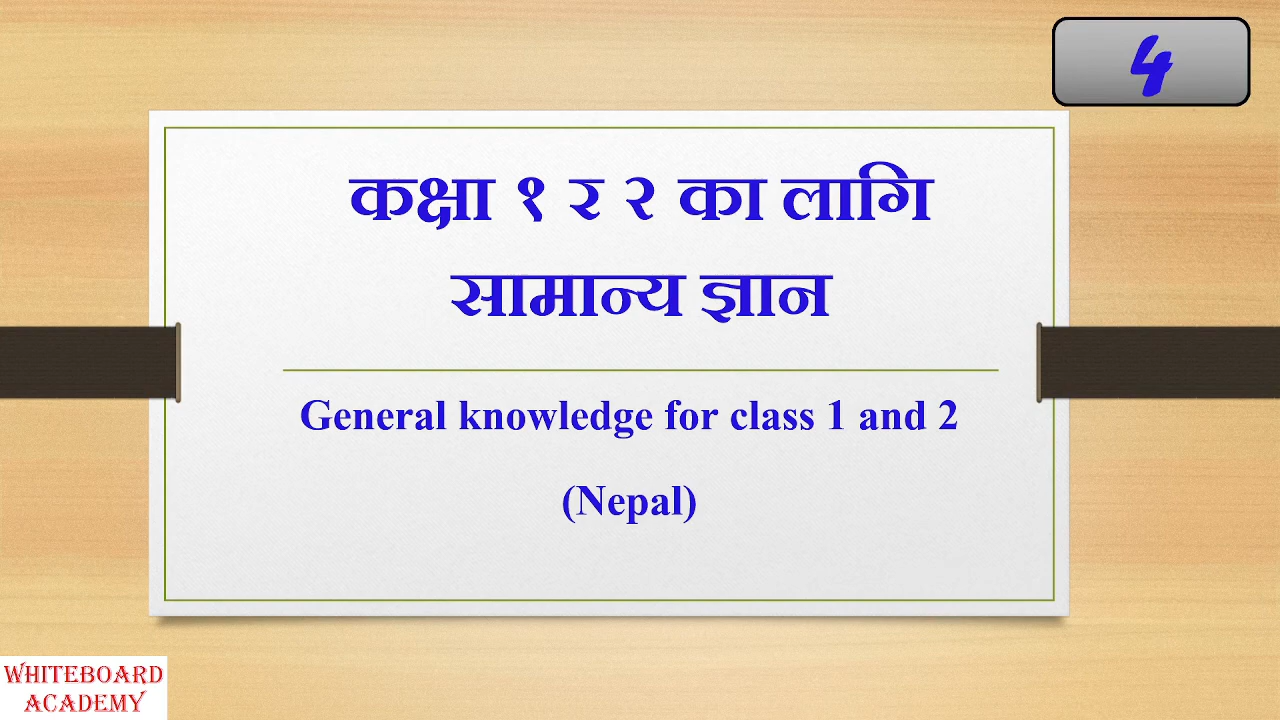 4
कक्षा १ र २ का लागि
सामान्य ज्ञान
General knowledge for class 1 and 2
(Nepal)
WHITEBOARD
ACADEMY